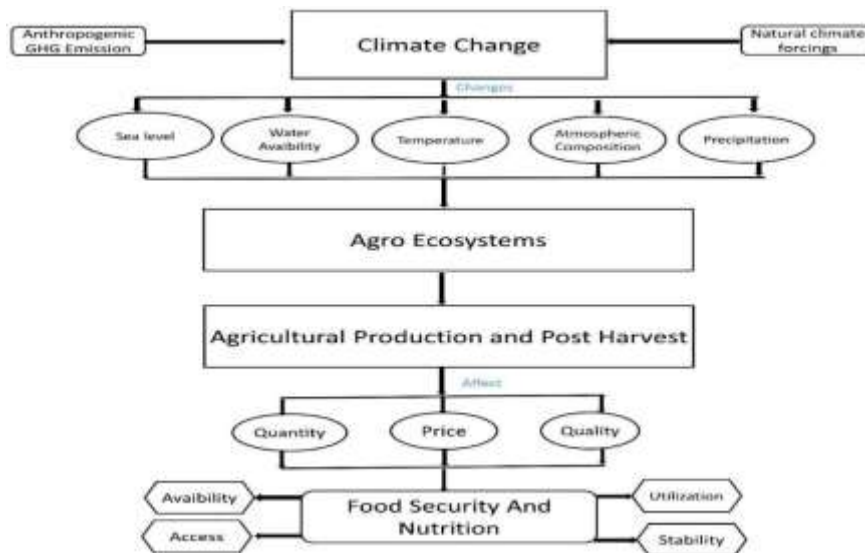 Anthropogenic
GHG Emission
Climate Change
Natural climate
forcings
Changes
Sea level
Water
Avaibility
Temperature
Atmospheric
Composition
Precipitation
Agro Ecosystems
Agricultural Production and Post Harvest
Affect
Quantity
Price
Quality
Avaibility
Food Security And
Nutrition
Utilization
Access
Stability